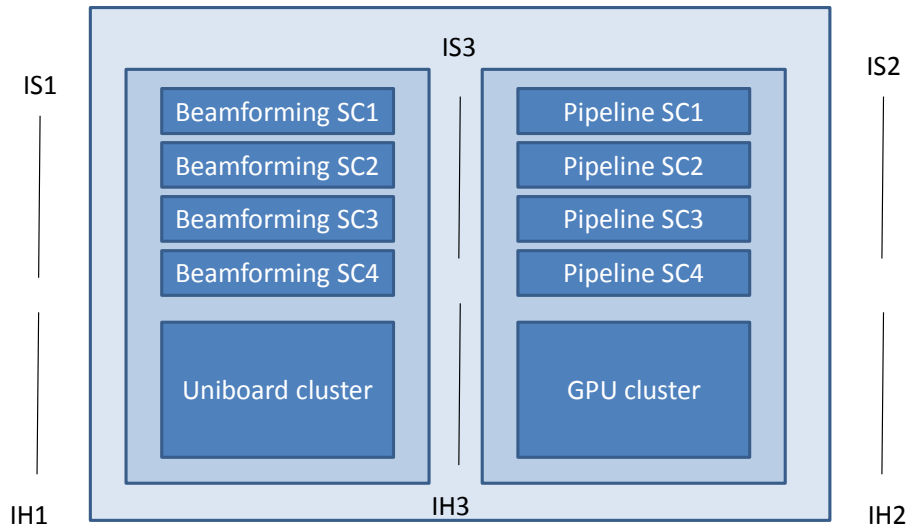 IS3
IS1
IS2
Beamforming SC1
Beamforming SC2
Beamforming SC3
Beamforming SC4
Uniboard cluster
Pipeline SC1
Pipeline SC2
Pipeline SC3
Pipeline SC4
GPU cluster
IH1
IH3
IH2